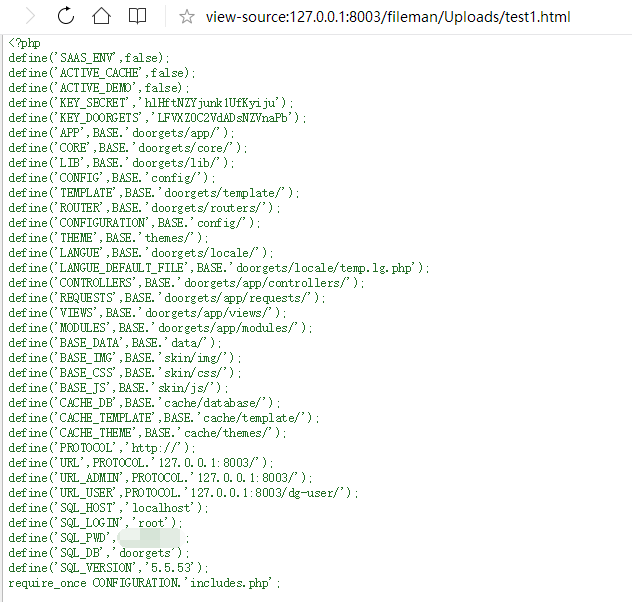 view-source:127.0.0.1:8003/fileman/Uploads/test1.html
<?php
define('SAAS_ENV',false);
define('ACTIVE_CACHE',false);
define('ACTIVE_DEMO',false);
define('KEY_SECRET','hlHftNZYjunk1UfKyiju');
define('KEY_DOORGETS','LFVXZ0C2VdADsNZVnaPb');
define('APP',BASE.'doorgets/app/');
define('CORE',BASE.'doorgets/core/');
define('LIB',BASE.'doorgets/lib/');
define('CONFIG',BASE.'config/');
define('TEMPLATE',BASE.'doorgets/template/');
define('ROUTER',BASE.'doorgets/routers/');
define('CONFIGURATION',BASE.'config/');
define('THEME',BASE.'themes/');
define('LANGUE',BASE.'doorgets/locale/');
define('LANGUE_DEFAULT_FILE',BASE.'doorgets/locale/temp.lg.php');
define('CONTROLLERS',BASE.'doorgets/app/controllers/');
define('REQUESTS',BASE.'doorgets/app/requests/');
define('VIEWS',BASE.'doorgets/app/views/');
define('MODULES',BASE.'doorgets/app/modules/');
define('BASE_DATA',BASE.'data/');
define('BASE_IMG',BASE.'skin/img/');
define('BASE_CSS',BASE.'skin/css/');
define('BASE_JS',BASE.'skin/js/');
define('CACHE_DB',BASE.'cache/database/');
define('CACHE_TEMPLATE',BASE.'cache/template/');
define('CACHE_THEME',BASE.'cache/themes/');
define('PROTOCOL','http://');
define('URL',PROTOCOL.'127.0.0.1:8003/');
define('URL_ADMIN',PROTOCOL.'127.0.0.1:8003/');
define('URL_USER',PROTOCOL.'127.0.0.1:8003/dg-user/');
define('SQL_HOST','localhost');
define('SQL_LOGIN','root');
define('SQL_PWD', ;
define('SQL_DB','doorgets');
define('SQL_VERSION','5.5.53');
require_once CONFIGURATION.'includes.php';